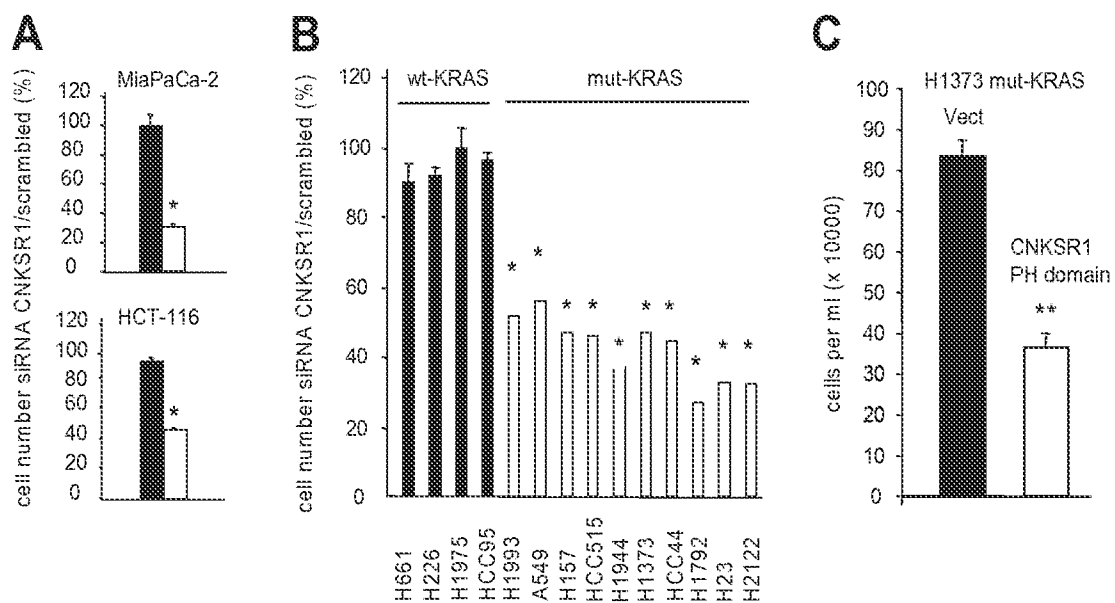 A
cell number siRNA CNKSR1/scrambled (%)
MiaPaCa-2
120
100
80
60
40
20
0
*
HCT-116
120
100
80
60
40
20
0
*
B
cell number siRNA CNKSR1/scrambled (%)
120
100
80
60
40
20
0
wt-KRAS
mut-KRAS
* * * * * * * * * *
H661
H226
H1975
HCC95
H1993
A549
H157
HCC515
H1944
H1373
HCC44
H1792
H23
H2122
C
H1373 mut-KRAS
cells per ml (x 10000)
100
90
80
70
60
50
40
30
20
10
0
Vect
CNKSR1
PH domain
**